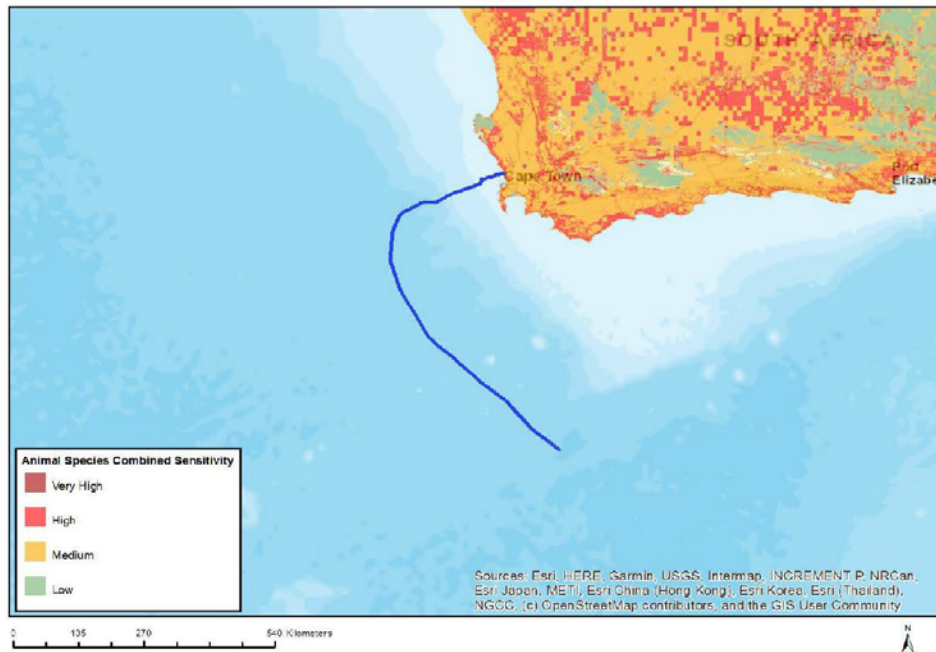 SOUTH AFRICA
Cape Town
Port
Elizabe
Animal Species Combined Sensitivity
Very High
High
Medium
Low
Sources: Esri, HERE, Garmin, USGS, Intermap, INCREMENT P, NRCan,
Esri Japan, METI, Esri China (Hong Kong), Esri Korea, Esri (Thailand),
NGCC, (c) OpenStreetMap contributors, and the GIS User Community
0 135 270 540 Kilometers
N